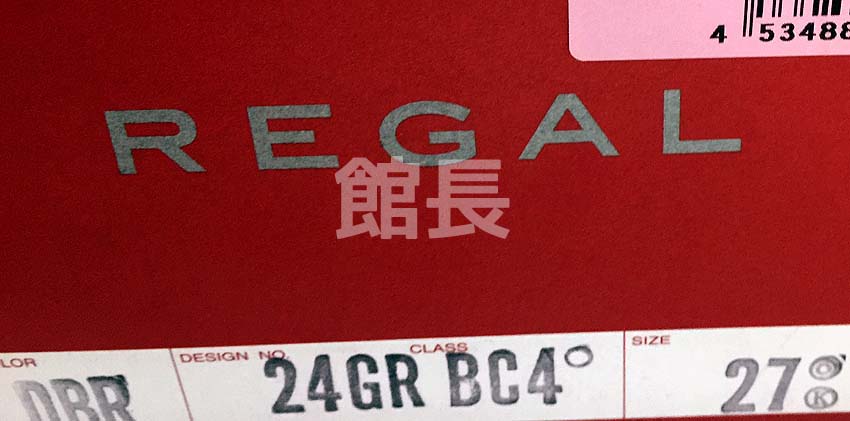 4 53488
REGAL
館長
LOR
DESIGN NO.
CLASS
SIZE
DBR
24GR BC4°
27
K